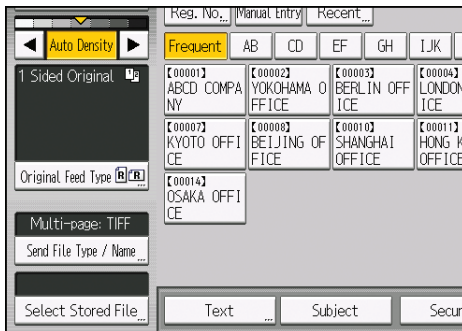 Reg. No. Manual Entry Recent
Auto Density
Frequent AB CD EF GH IJK
1 Sided Original
[00001] [00002] [00003] [00004]
ABCD COMPA YOKOHAMA O BERLIN OFF LONDON
NY FFICE ICE ICE
[00007] [00008] [00010] [00011]
KYOTO OFFI BEIJING OF SHANGHAI HONG K
CE FICE OFFICE OFFICE
Original Feed Type
[00014]
OSAKA OFFI
CE
Multi-page: TIFF
Send File Type / Name
Select Stored File
Text Subject Secur